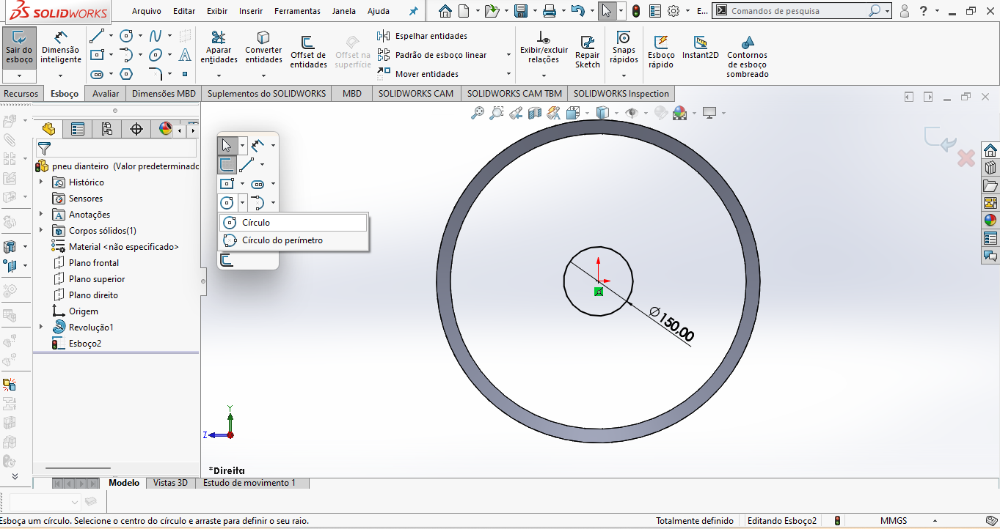 SOLIDWORKS
Arquivo Editar Exibir Inserir Ferramentas Janela Ajuda
E...
Comandos de pesquisa
Sair do esboço
Dimensão inteligente
Aparar entidades
Converter entidades
Offset de entidades
Offset na superfície
Espelhar entidades
Padrão de esboço linear
Mover entidades
Exibir/excluir relações
Repair Sketch
Snaps rápidos
Esboço rápido
Instant2D
Contornos de esboço sombreado
Recursos Esboço Avaliar Dimensões MBD Suplementos do SOLIDWORKS MBD SOLIDWORKS CAM SOLIDWORKS CAM TBM SOLIDWORKS Inspection
pneu dianteiro (Valor predeterminado
Histórico
Sensores
Anotações
Corpos sólidos(1)
Material <não especificado>
Plano frontal
Plano superior
Plano direito
Origem
Revolução1
Esboço2
Círculo
Círculo do perímetro
Ø150,00
Y
Z
*Direita
Modelo Vistas 3D Estudo de movimento 1
Esboça um círculo. Selecione o centro do círculo e arraste para definir o seu raio.
Totalmente definido Editando Esboço2 MMGS